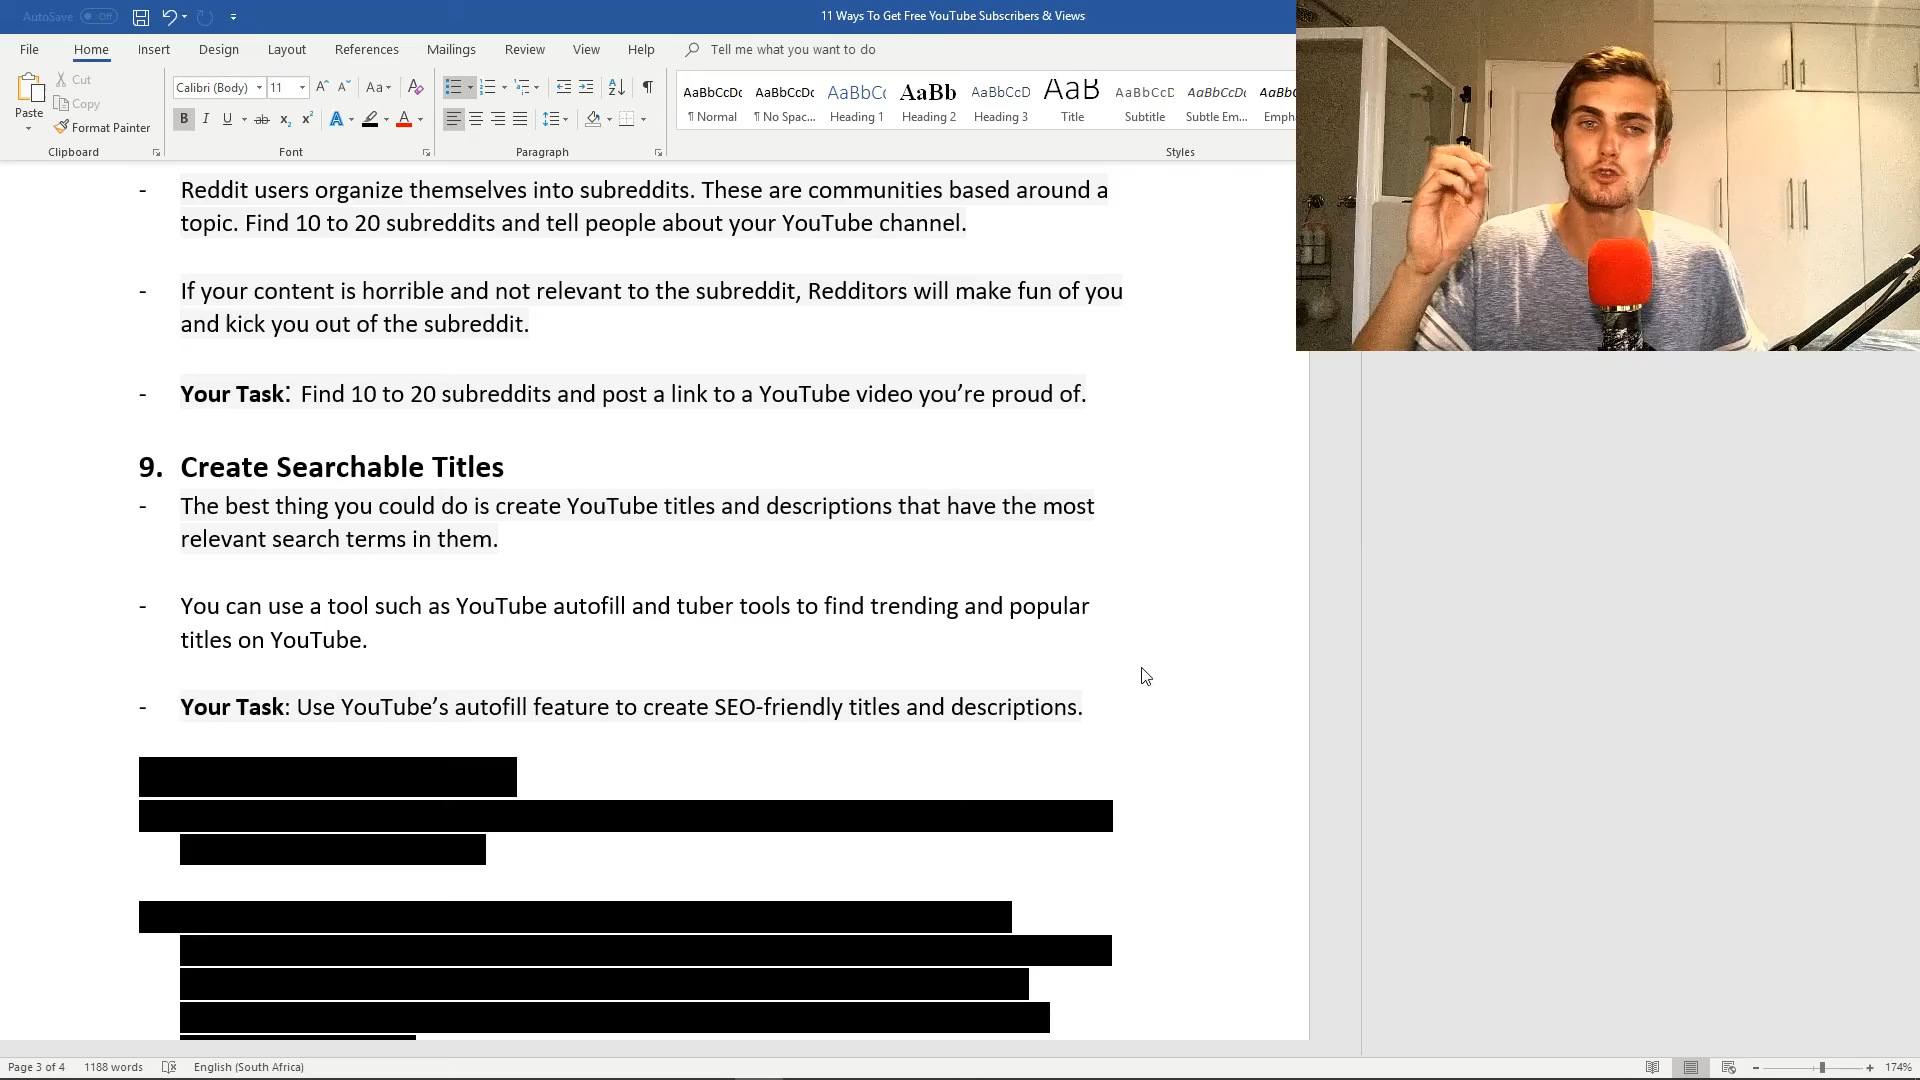 AutoSave Off
11 Ways To Get Free YouTube Subscribers & Views
File Home Insert Design Layout References Mailings Review View Help Tell me what you want to do
Paste
Cut
Copy
Format Painter
Calibri (Body) 11
Aa
B I U ab x₂ x² A A
AaBbCcDc AaBbCcDc AaBbCc AaBb AaBbCcD AaB AaBbCcD AaBbCcDc AaBb
¶ Normal ¶ No Spac... Heading 1 Heading 2 Heading 3 Title Subtitle Subtle Em... Emph
Clipboard Font Paragraph Styles
- Reddit users organize themselves into subreddits. These are communities based around a
topic. Find 10 to 20 subreddits and tell people about your YouTube channel.
- If your content is horrible and not relevant to the subreddit, Redditors will make fun of you
and kick you out of the subreddit.
- Your Task: Find 10 to 20 subreddits and post a link to a YouTube video you’re proud of.
9. Create Searchable Titles
- The best thing you could do is create YouTube titles and descriptions that have the most
relevant search terms in them.
- You can use a tool such as YouTube autofill and tuber tools to find trending and popular
titles on YouTube.
- Your Task: Use YouTube’s autofill feature to create SEO-friendly titles and descriptions.
Page 3 of 4 1188 words English (South Africa) 174%